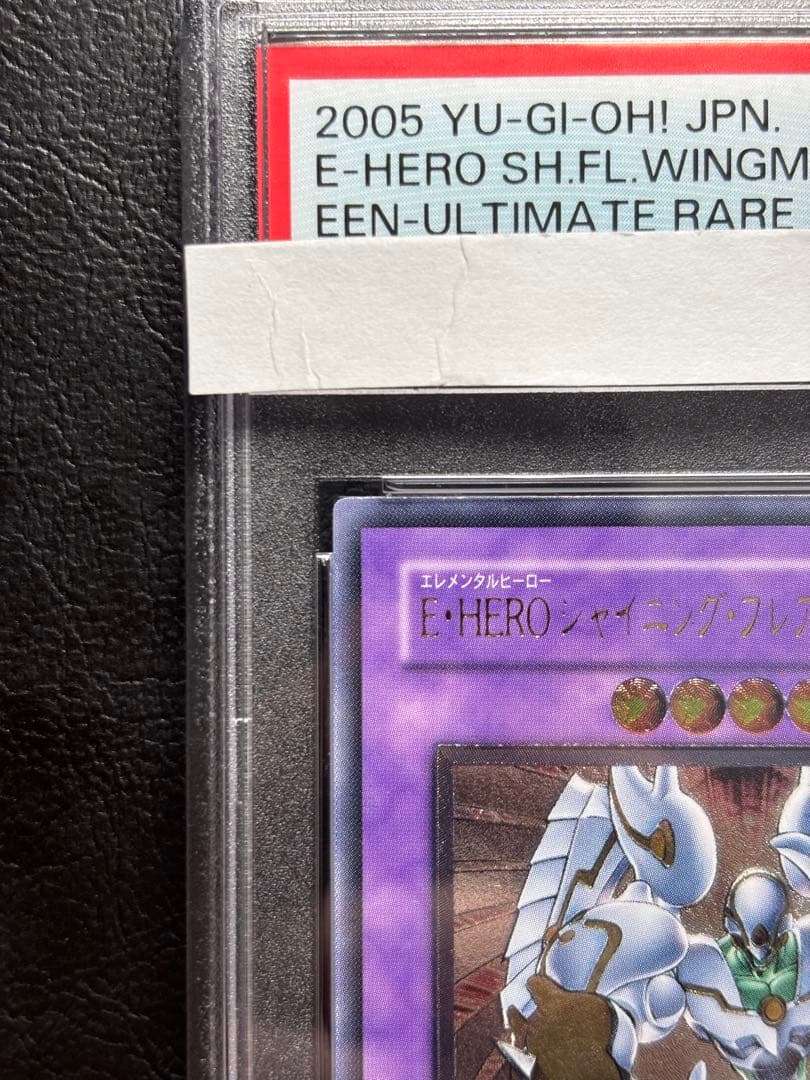 2005 YU-GI-OH! JPN.
E-HERO SH.FL.WINGM
EEN-ULTIMATE RARE
エレメンタルヒーロー
E・HEROシャイニング・フレア